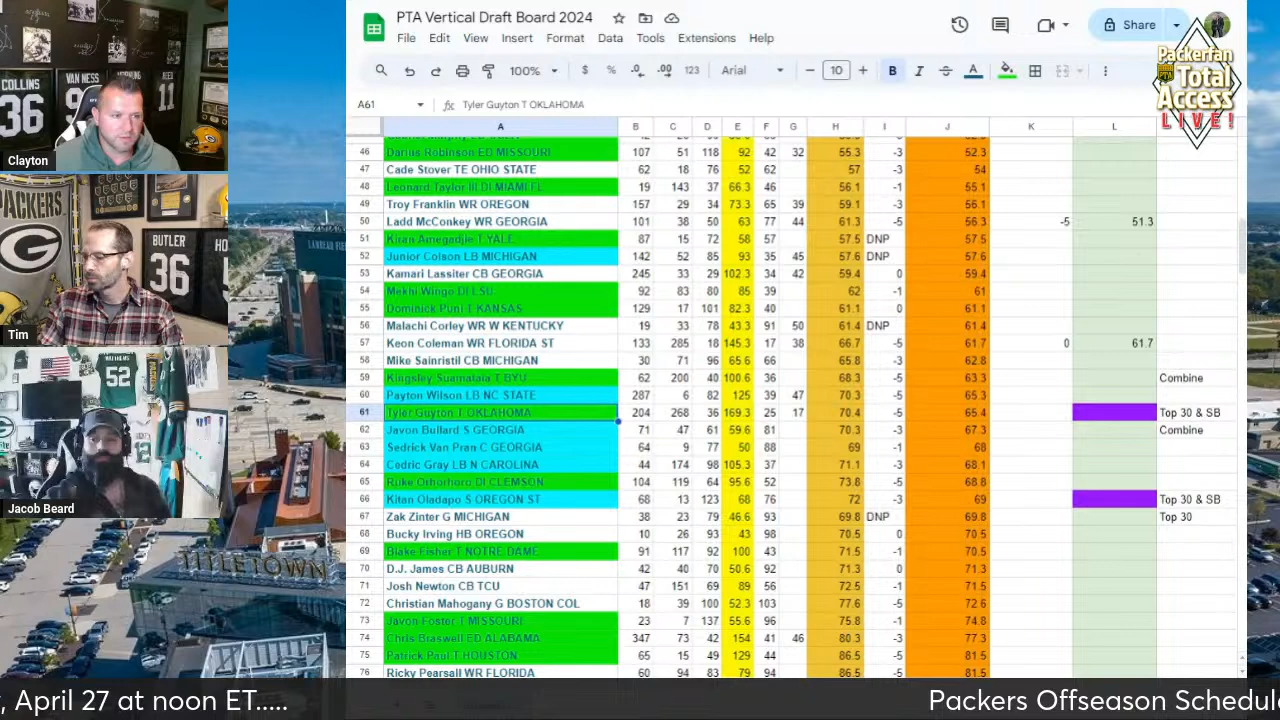 COLLINS
36
VAN NESS
9
REED
11
Clayton
PACKERS
G
BUTLER
36
HO
Tim
MATTHEWS
52
Jacob Beard
TITLETOWN
PTA Vertical Draft Board 2024
File Edit View Insert Format Data Tools Extensions Help
Share
Packerfan
PTA Total
Access
LIVE!
100% $ % .0 .00 123 Arial 10 B I A
A61 fx Tyler Guyton T OKLAHOMA
A B C D E F G H I J K L
46 Darius Robinson ED MISSOURI 107 51 118 92 42 32 55.3 -3 52.3
47 Cade Stover TE OHIO STATE 62 18 76 52 62 57 -3 54
48 Leonard Taylor III DI MIAMI FL 19 143 37 66.3 46 56.1 -1 55.1
49 Troy Franklin WR OREGON 157 29 34 73.3 65 39 59.1 -3 56.1
50 Ladd McConkey WR GEORGIA 101 38 50 63 77 44 61.3 -5 56.3 -5 51.3
51 Kiran Amegadjie T YALE 87 15 72 58 57 57.5 DNP 57.5
52 Junior Colson LB MICHIGAN 142 52 85 93 35 45 57.6 DNP 57.6
53 Kamari Lassiter CB GEORGIA 245 33 29 102.3 34 42 59.4 0 59.4
54 Mekhi Wingo DI LSU 92 83 80 85 39 62 -1 61
55 Dominick Puni T KANSAS 129 17 101 82.3 40 61.1 0 61.1
56 Malachi Corley WR W KENTUCKY 19 33 78 43.3 91 50 61.4 DNP 61.4
57 Keon Coleman WR FLORIDA ST 133 285 18 145.3 17 38 66.7 -5 61.7 0 61.7
58 Mike Sainristil CB MICHIGAN 30 71 96 65.6 66 65.8 -3 62.8
59 Kingsley Suamataia T BYU 62 200 40 100.6 36 68.3 -5 63.3 Combine
60 Payton Wilson LB NC STATE 287 6 82 125 39 47 70.3 -5 65.3
61 Tyler Guyton T OKLAHOMA 204 268 36 169.3 25 17 70.4 -5 65.4 Top 30 & SB
62 Javon Bullard S GEORGIA 71 47 61 59.6 81 70.3 -3 67.3 Combine
63 Sedrick Van Pran C GEORGIA 64 9 77 50 88 69 -1 68
64 Cedric Gray LB N CAROLINA 44 174 98 105.3 37 71.1 -3 68.1
65 Ruke Orhorhoro DI CLEMSON 104 119 64 95.6 52 73.8 -5 68.8
66 Kitan Oladapo S OREGON ST 68 13 123 68 76 72 -3 69 Top 30 & SB
67 Zak Zinter G MICHIGAN 38 23 79 46.6 93 69.8 DNP 69.8 Top 30
68 Bucky Irving HB OREGON 10 26 93 43 98 70.5 0 70.5
69 Blake Fisher T NOTRE DAME 91 117 92 100 43 71.5 -1 70.5
70 D.J. James CB AUBURN 42 40 70 50.6 92 71.3 0 71.3
71 Josh Newton CB TCU 47 151 69 89 56 72.5 -1 71.5
72 Christian Mahogany G BOSTON COL 18 39 100 52.3 103 77.6 -5 72.6
73 Javon Foster T MISSOURI 23 7 137 55.6 96 75.8 -1 74.8
74 Chris Braswell ED ALABAMA 347 73 42 154 41 46 80.3 -3 77.3
75 Patrick Paul T HOUSTON 65 15 49 129 44 86.5 -5 81.5
76 Ricky Pearsall WR FLORIDA 60 94 83 79 94 86.5 -5 81.5
, April 27 at noon ET..... Packers Offseason Schedul